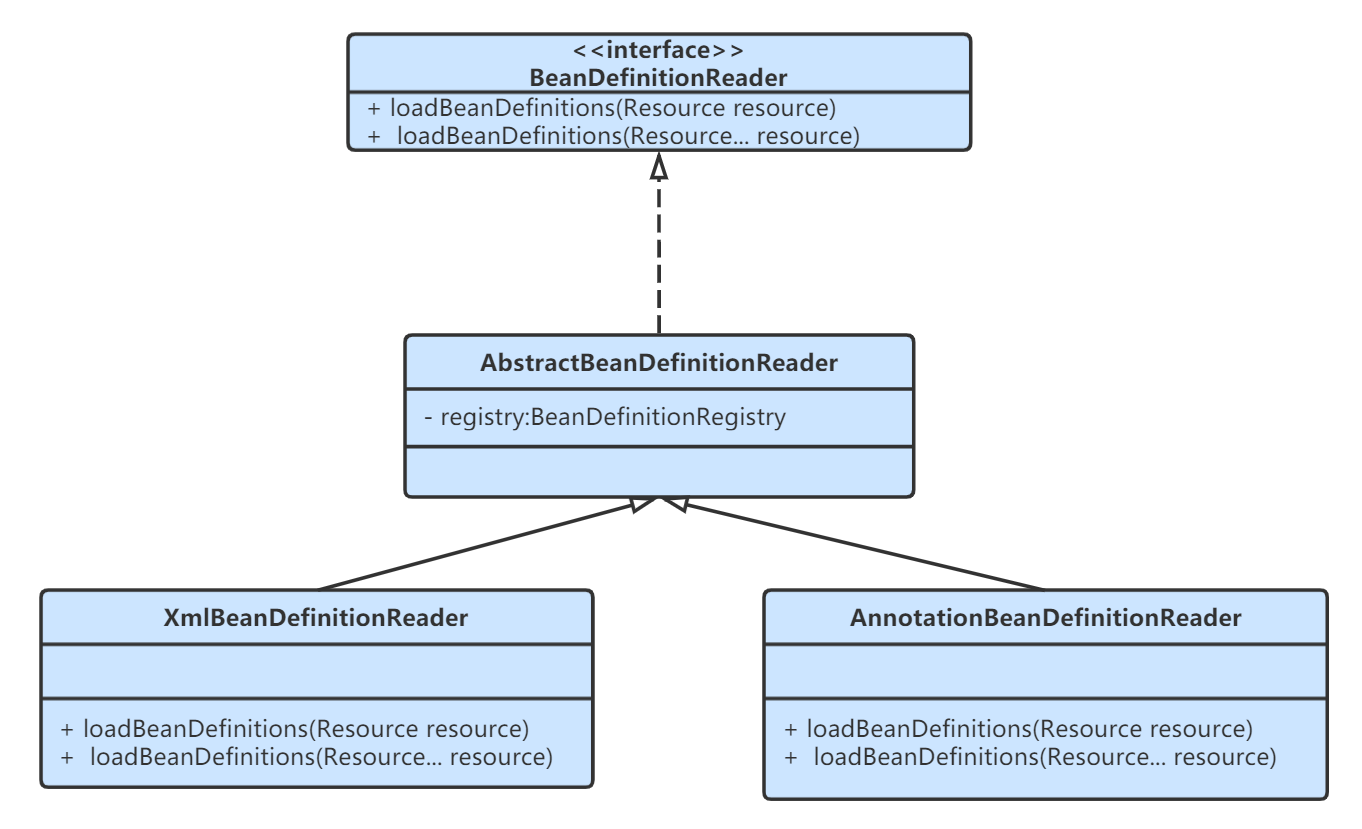 <<interface>>
BeanDefinitionReader
+ loadBeanDefinitions(Resource resource)
+ loadBeanDefinitions(Resource... resource)
AbstractBeanDefinitionReader
- registry:BeanDefinitionRegistry
XmlBeanDefinitionReader
+ loadBeanDefinitions(Resource resource)
+ loadBeanDefinitions(Resource... resource)
AnnotationBeanDefinitionReader
+ loadBeanDefinitions(Resource resource)
+ loadBeanDefinitions(Resource... resource)